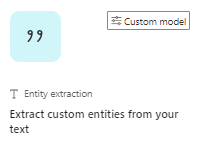 Custom model
Entity extraction
Extract custom entities from your
text